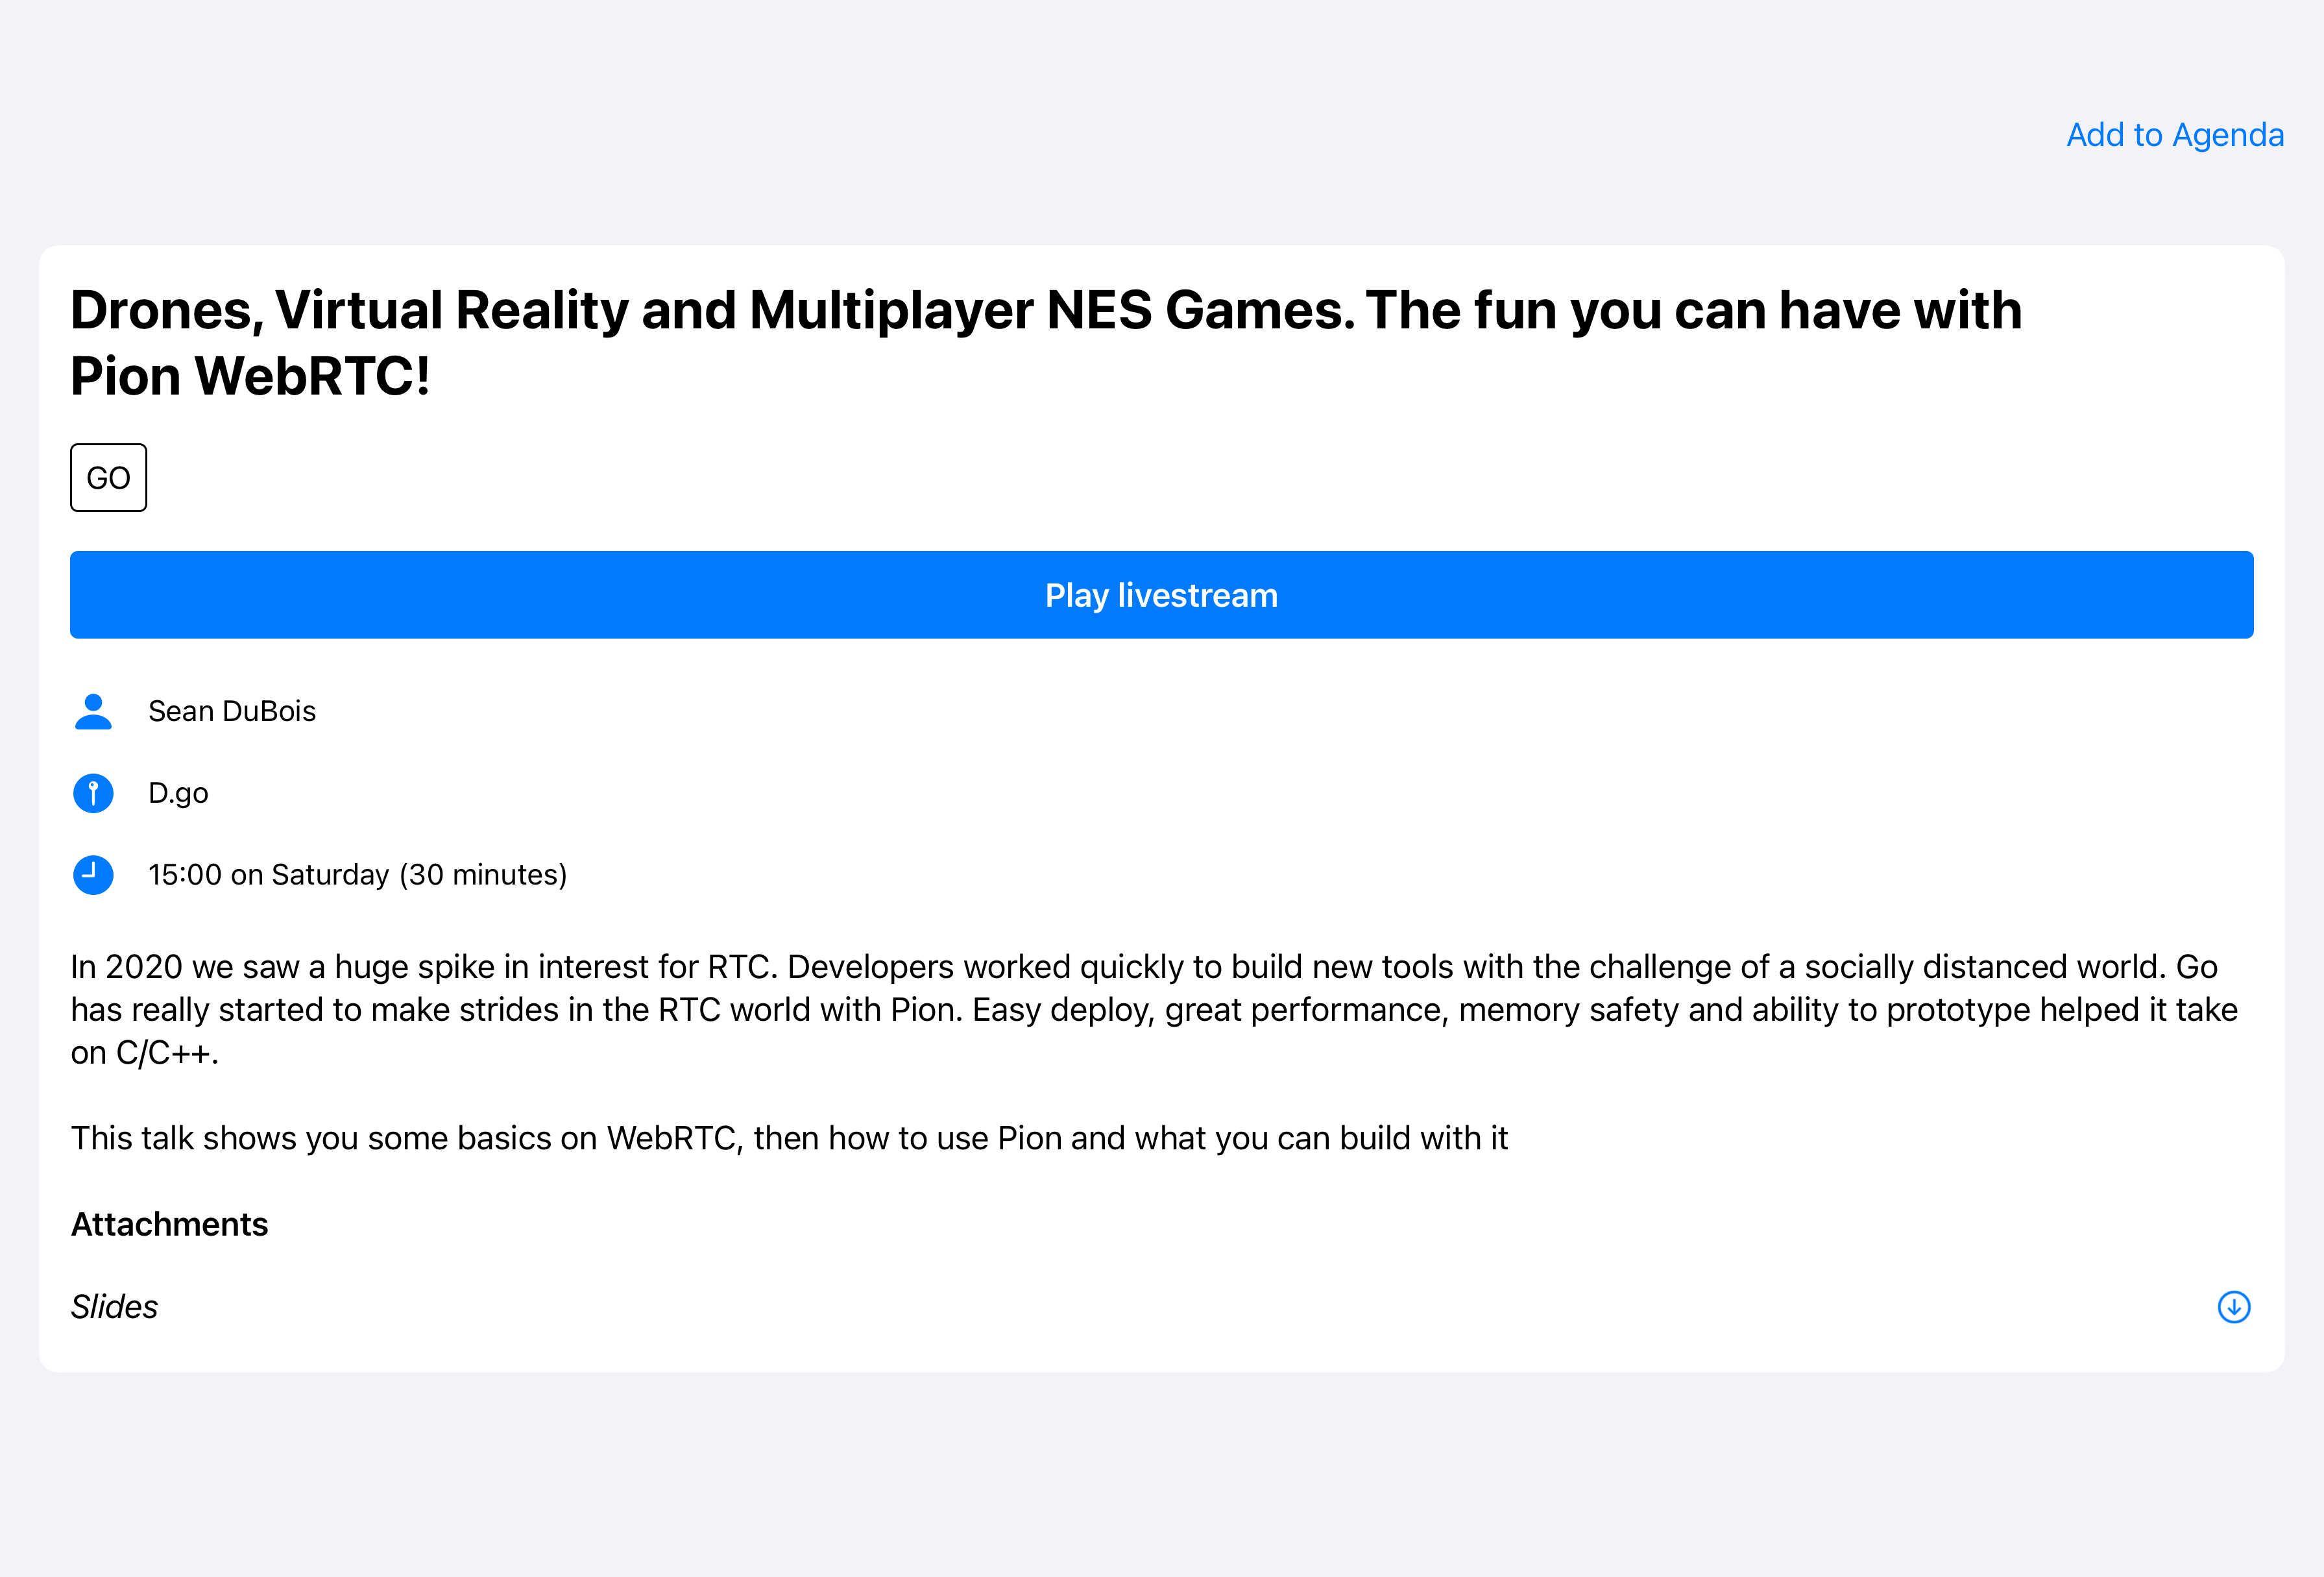 Add to Agenda
Drones, Virtual Reality and Multiplayer NES Games. The fun you can have with
Pion WebRTC!
GO
Play livestream
Sean DuBois
D.go
15:00 on Saturday (30 minutes)
In 2020 we saw a huge spike in interest for RTC. Developers worked quickly to build new tools with the challenge of a socially distanced world. Go
has really started to make strides in the RTC world with Pion. Easy deploy, great performance, memory safety and ability to prototype helped it take
on C/C++.
This talk shows you some basics on WebRTC, then how to use Pion and what you can build with it
Attachments
Slides